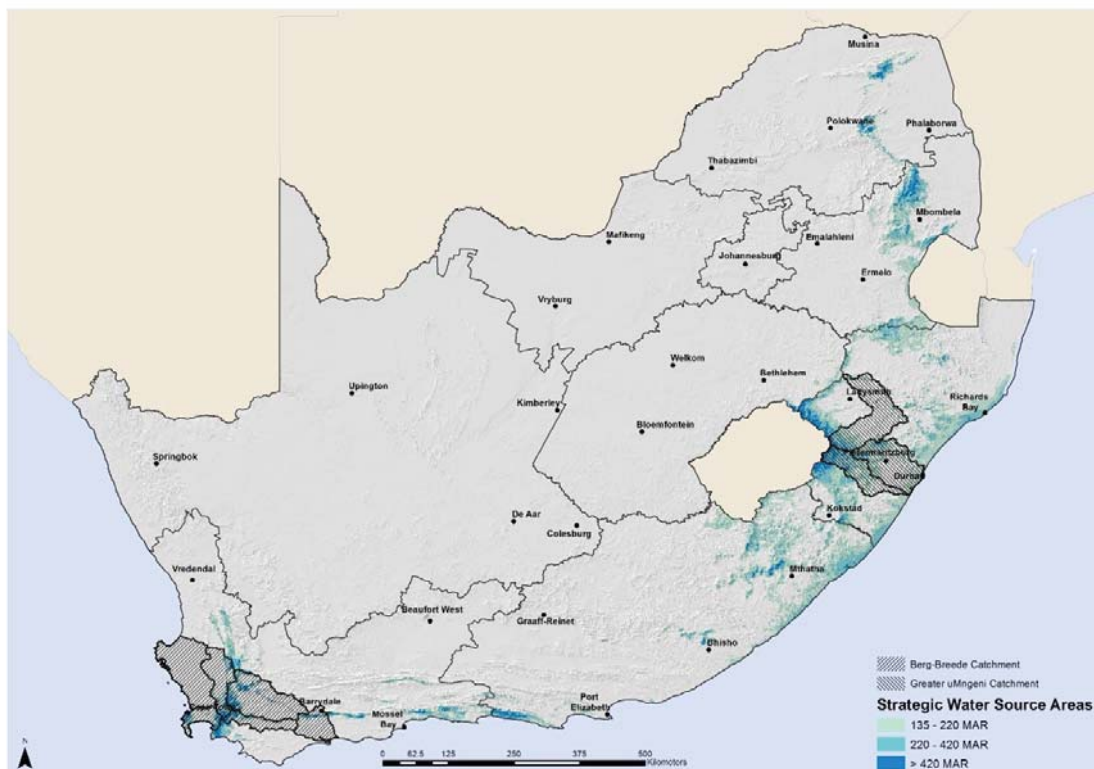 Musina
Polokwane
Phalaborwa
Thabazimbi
Mbombela
Mafikeng
Emalahleni
Johannesburg
Ermelo
Vryburg
Welkom
Bethlehem
Upington
Kimberley
Ladysmith
Richards
Bay
Bloemfontein
Springbok
Pietermaritzburg
Durban
Kokstad
De Aar
Colesburg
Vredendal
Mthatha
Beaufort West
Graaff-Reinet
Bhisho
Barrydale
Port
Elizabeth
Mossel
Bay
Berg-Breede Catchment
Greater uMngeni Catchment
Strategic Water Source Areas
135 - 220 MAR
220 - 420 MAR
> 420 MAR
N
0 62.5 125 250 375 500
Kilometers